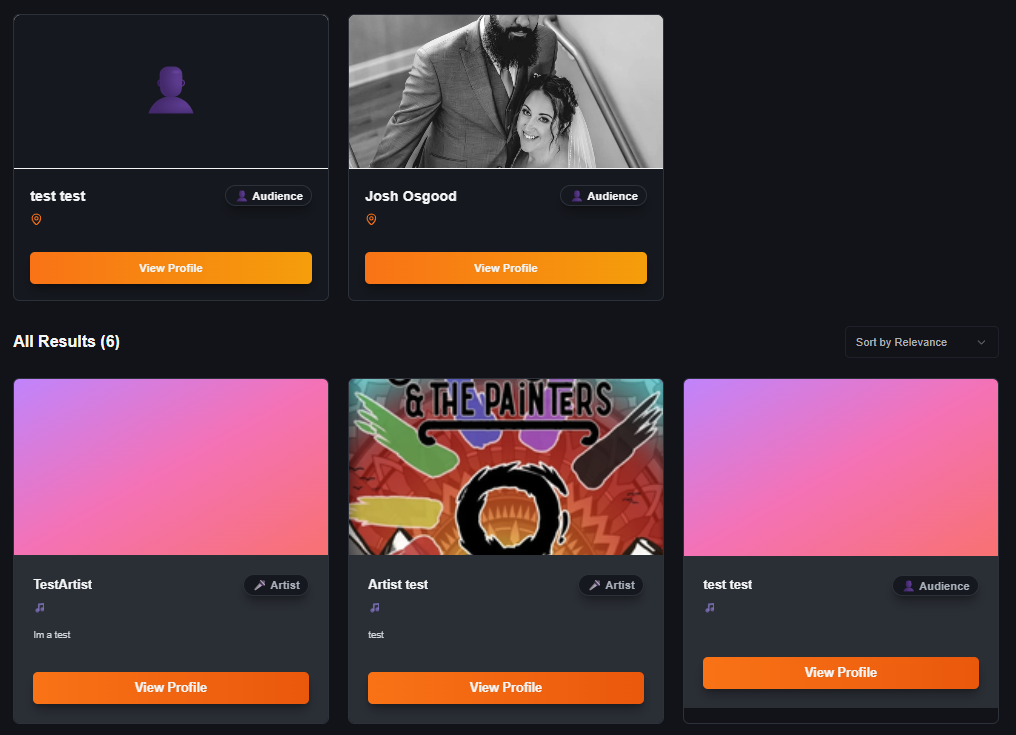 test test
Audience
Josh Osgood
Audience
View Profile
View Profile
All Results (6)
Sort by Relevance
& THE PAiNTERS
TestArtist
Artist
Im a test
View Profile
Artist test
Artist
test
View Profile
test test
Audience
View Profile